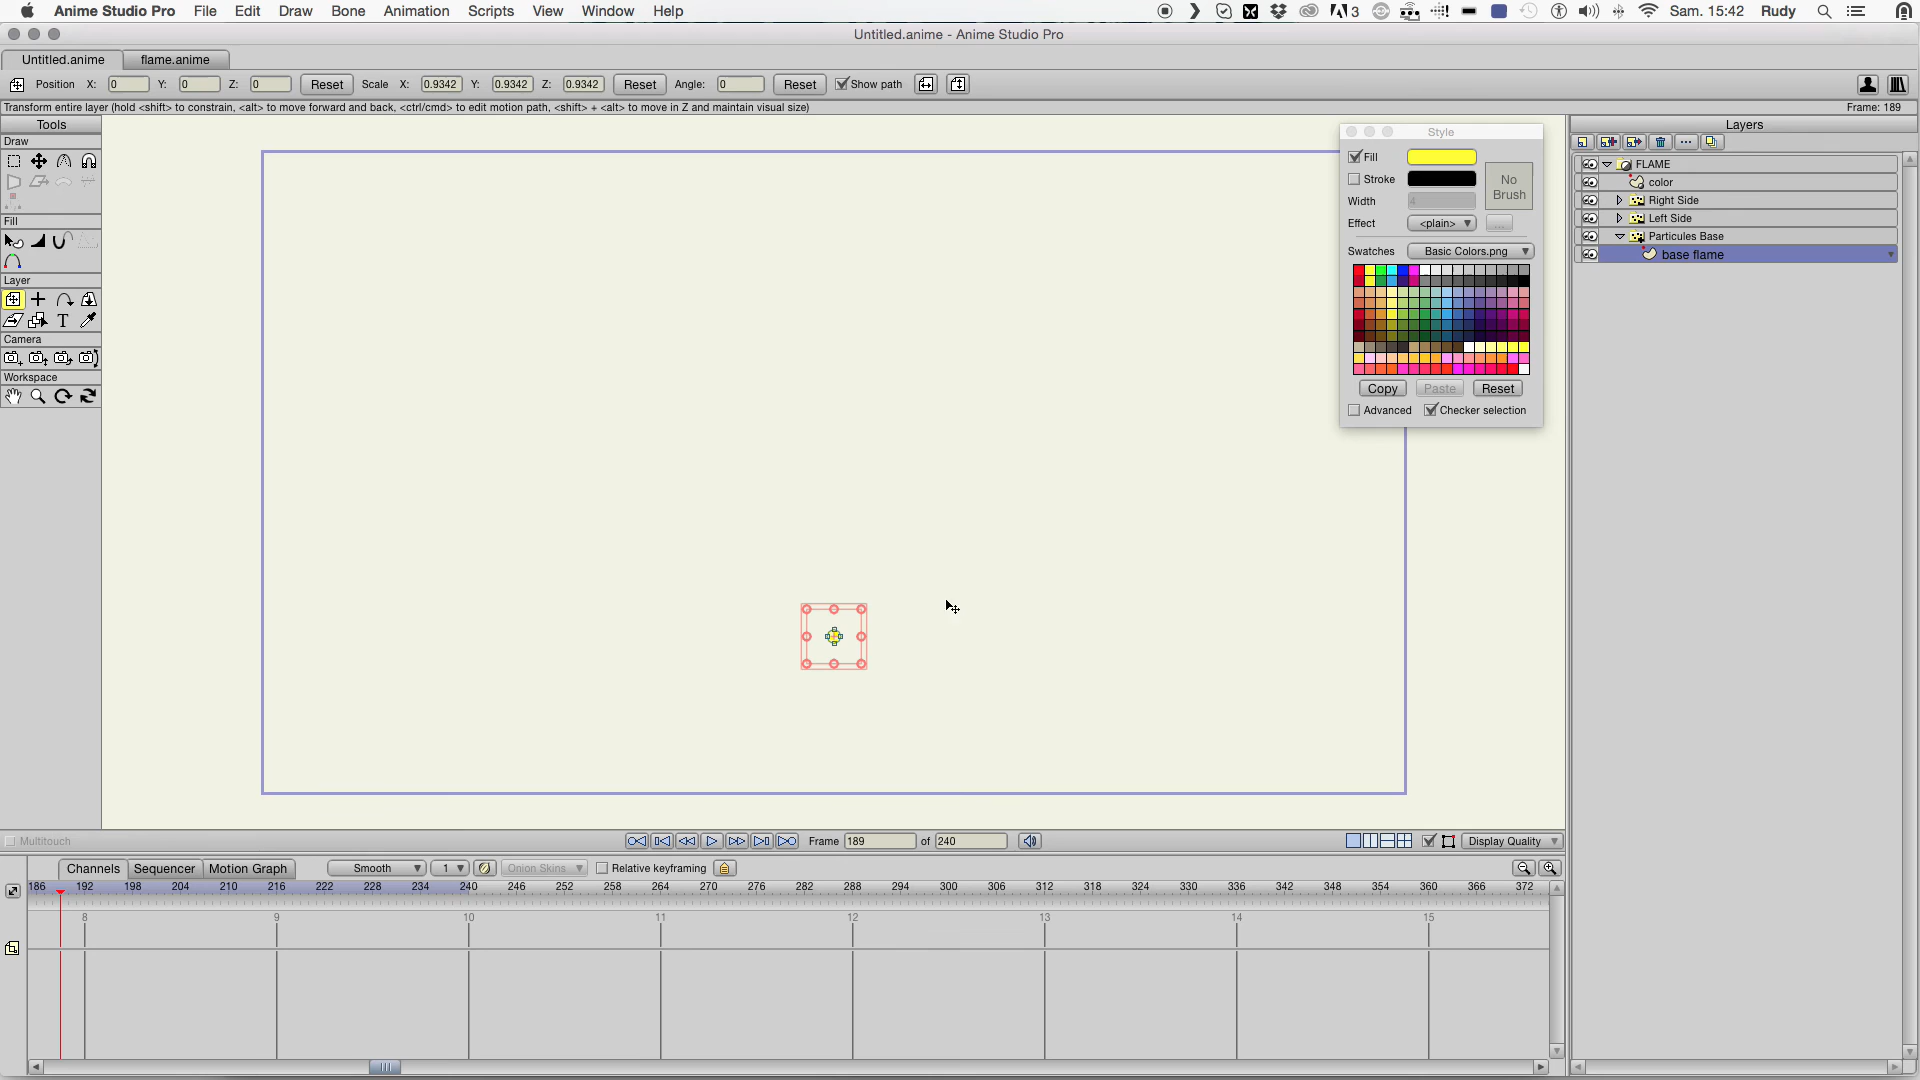 Anime Studio Pro File Edit Draw Bone Animation Scripts View Window Help 3 Sam. 15:42 Rudy
Untitled.anime - Anime Studio Pro
Untitled.anime flame.anime
Position X: 0 Y: 0 Z: 0 Reset Scale X: 0.9342 Y: 0.9342 Z: 0.9342 Reset Angle: 0 Reset Show path
Transform entire layer (hold <shift> to constrain, <alt> to move forward and back, <ctrl/cmd> to edit motion path, <shift> + <alt> to move in Z and maintain visual size) Frame: 189
Tools
Draw
Fill
Layer
T
Camera
Workspace
Style
Fill
Stroke
No
Brush
Width 4
Effect <plain> ...
Swatches Basic Colors.png
Copy Paste Reset
Advanced Checker selection
Layers
FLAME
color
Right Side
Left Side
Particules Base
base flame
Multitouch Frame 189 of 240 Display Quality
Channels Sequencer Motion Graph Smooth 1 Onion Skins Relative keyframing
186 192 198 204 210 216 222 228 234 240 246 252 258 264 270 276 282 288 294 300 306 312 318 324 330 336 342 348 354 360 366 372
8 9 10 11 12 13 14 15